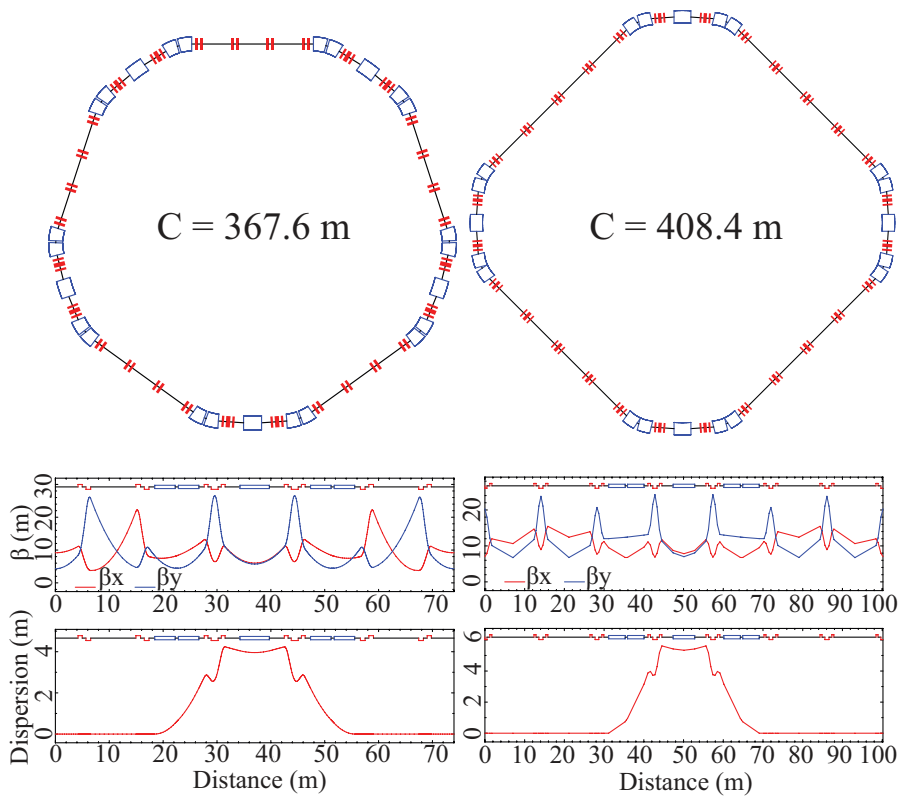 C = 367.6 m
C = 408.4 m
β (m)
0 10 20 30
βx βy
0 10 20 30 40 50 60 70
0 10 20
βx βy
0 10 20 30 40 50 60 70 80 90 100
Dispersion (m)
0 2 4
0 10 20 30 40 50 60 70
Distance (m)
0 2 4 6
0 10 20 30 40 50 60 70 80 90 100
Distance (m)